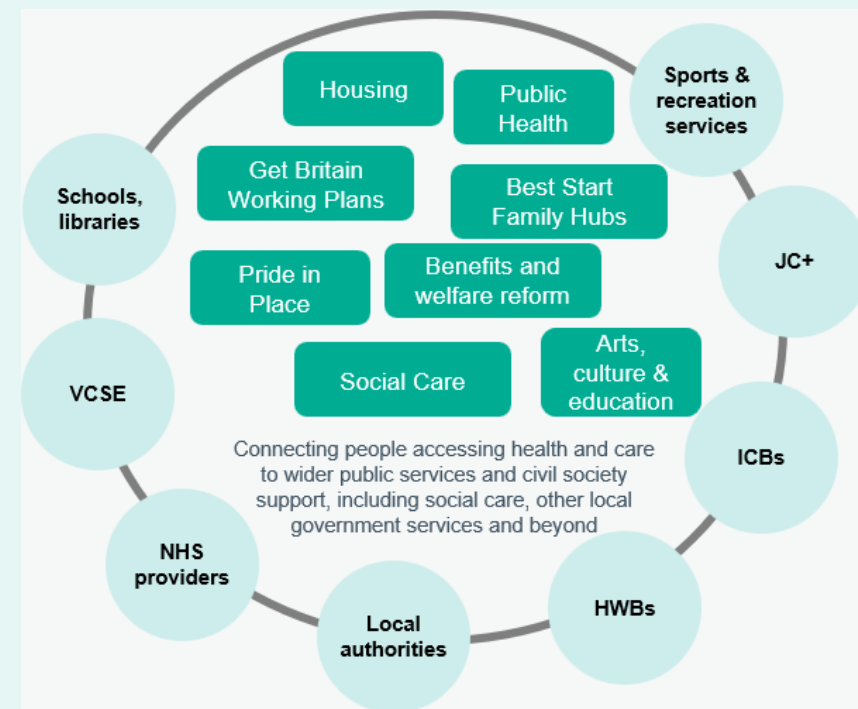 Housing
Public
Health
Sports &
recreation
services
Get Britain
Working Plans
Best Start
Family Hubs
Schools,
libraries
JC+
Pride in
Place
Benefits and
welfare reform
VCSE
Social Care
Arts,
culture &
education
ICBs
Connecting people accessing health and care
to wider public services and civil society
support, including social care, other local
government services and beyond
NHS
providers
Local
authorities
HWBs